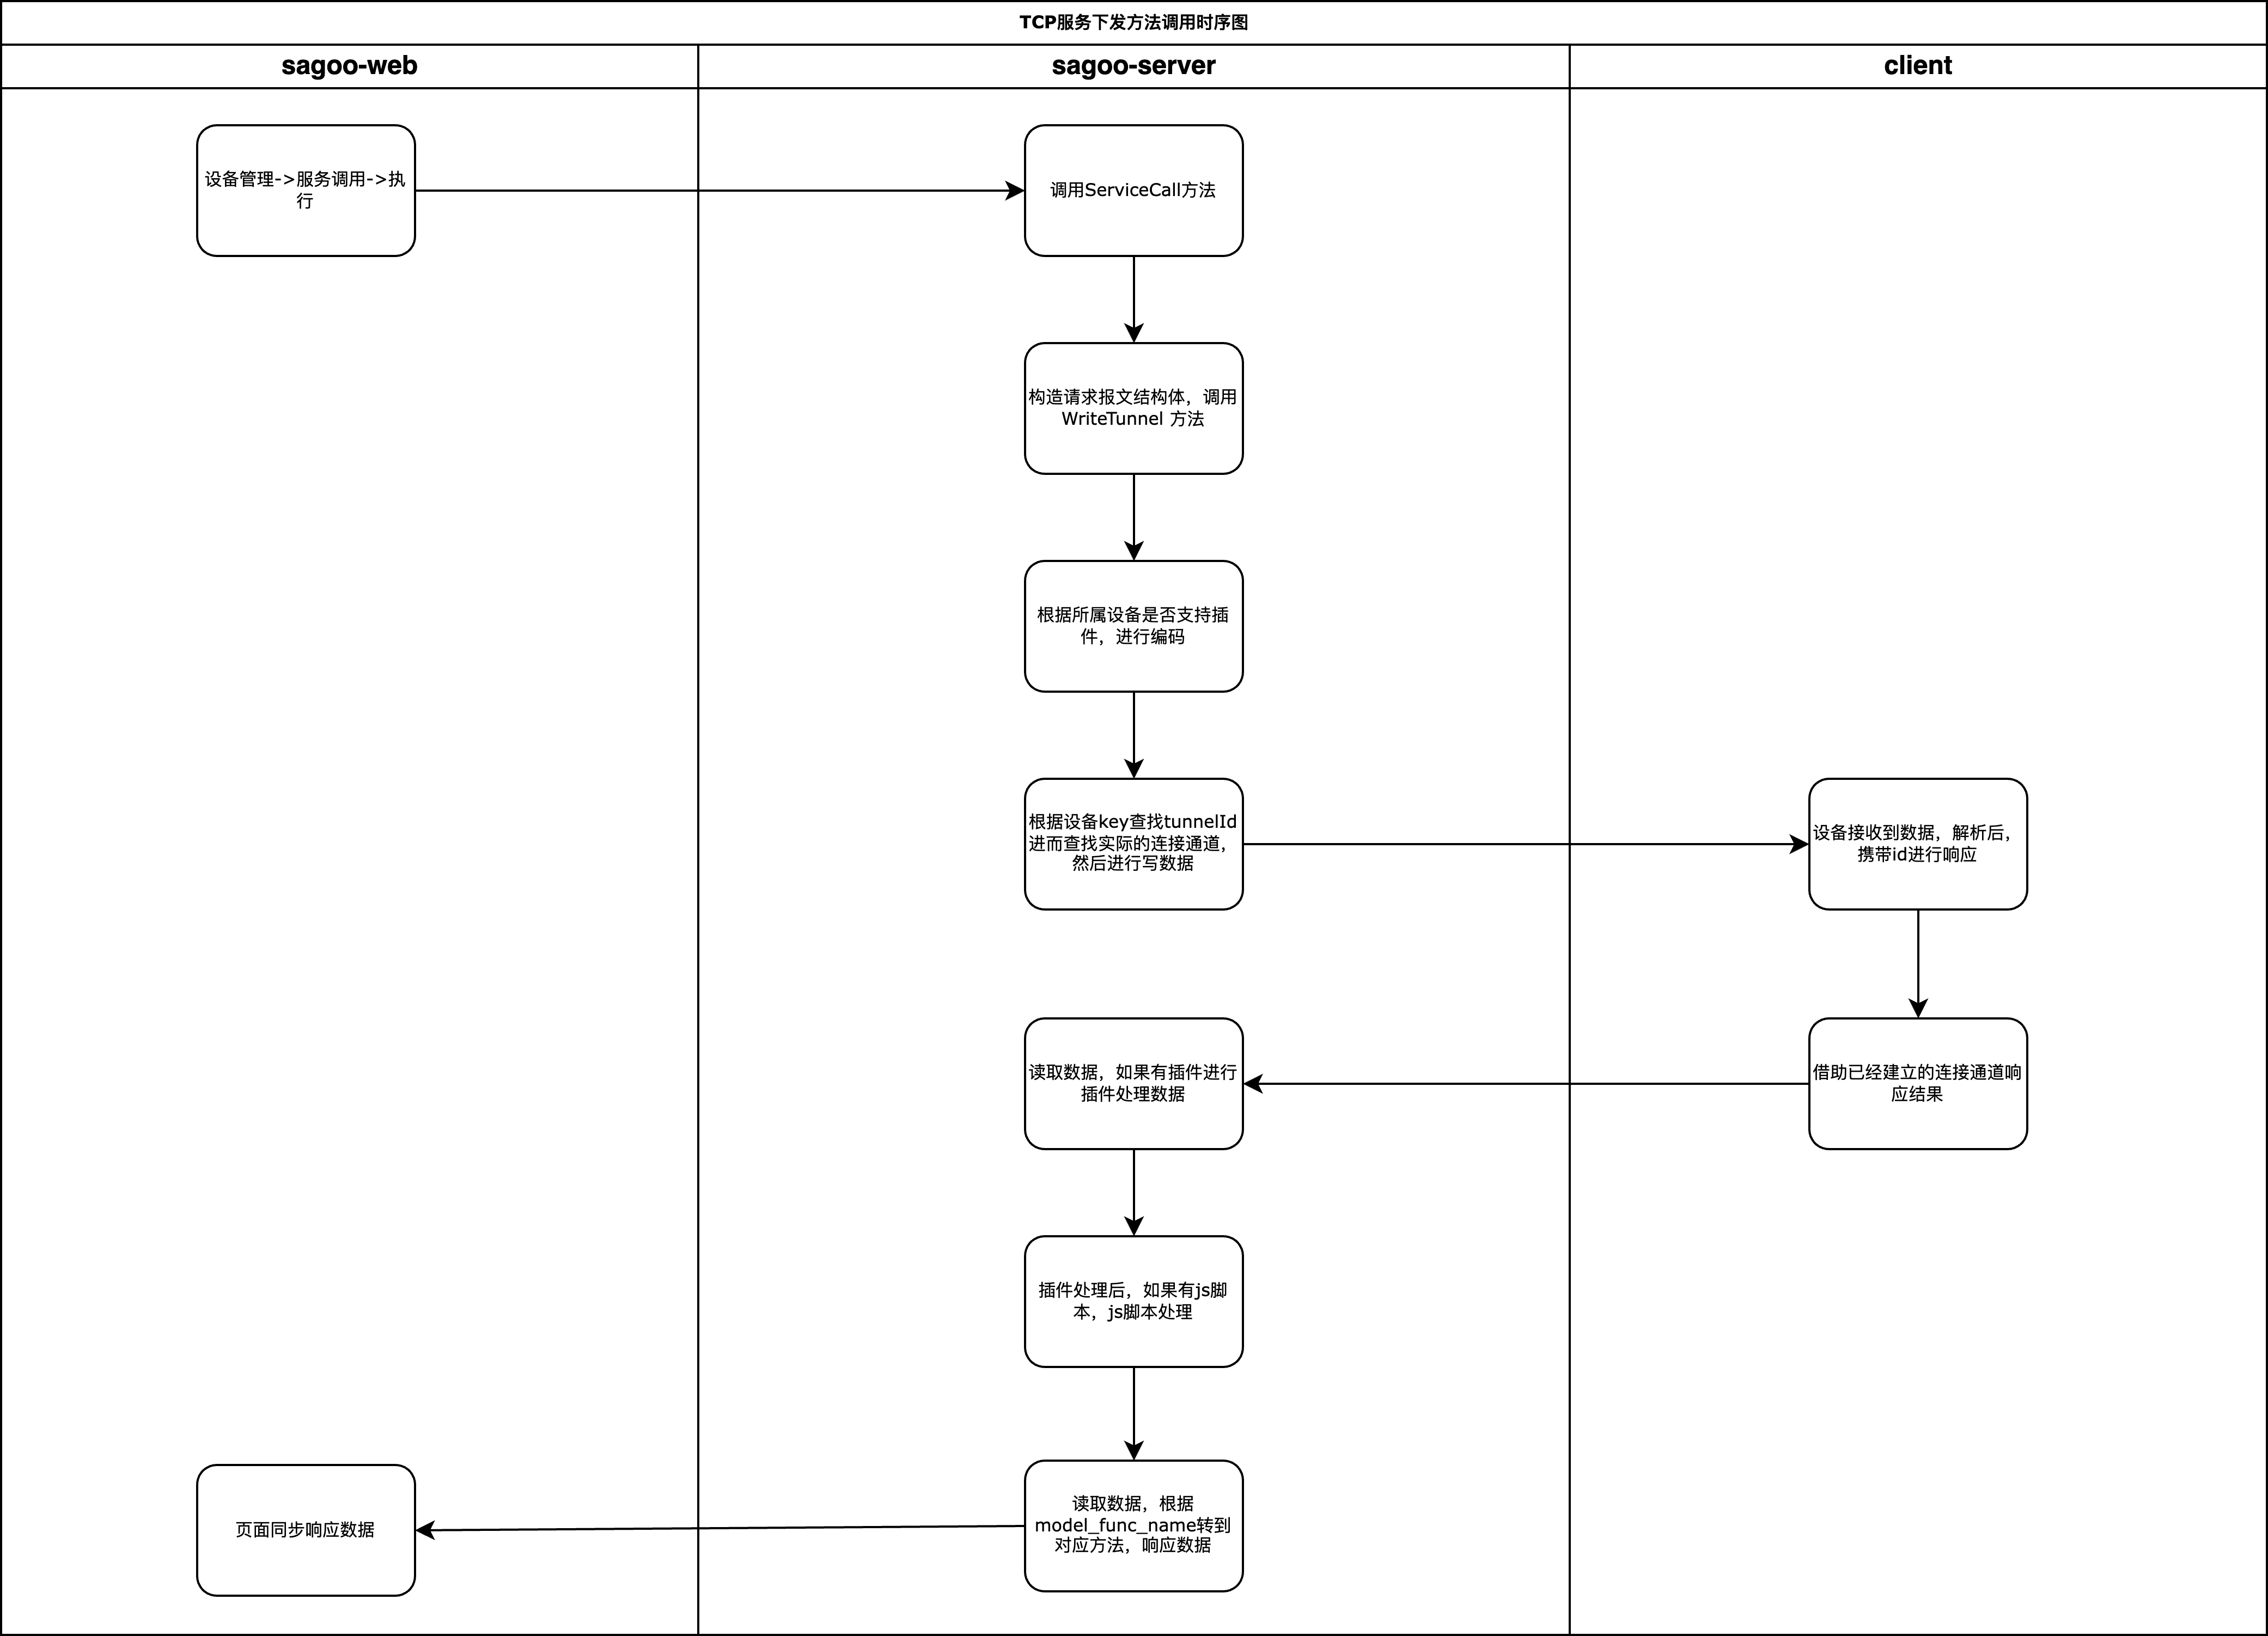 TCP服务下发方法调用时序图
sagoo-web
sagoo-server
client
设备管理->服务调用->执
行
调用ServiceCall方法
构造请求报文结构体，调用
WriteTunnel 方法
根据所属设备是否支持插
件，进行编码
根据设备key查找tunnelId
进而查找实际的连接通道，
然后进行写数据
设备接收到数据，解析后，
携带id进行响应
读取数据，如果有插件进行
插件处理数据
借助已经建立的连接通道响
应结果
插件处理后，如果有js脚
本，js脚本处理
读取数据，根据
model_func_name转到
对应方法，响应数据
页面同步响应数据